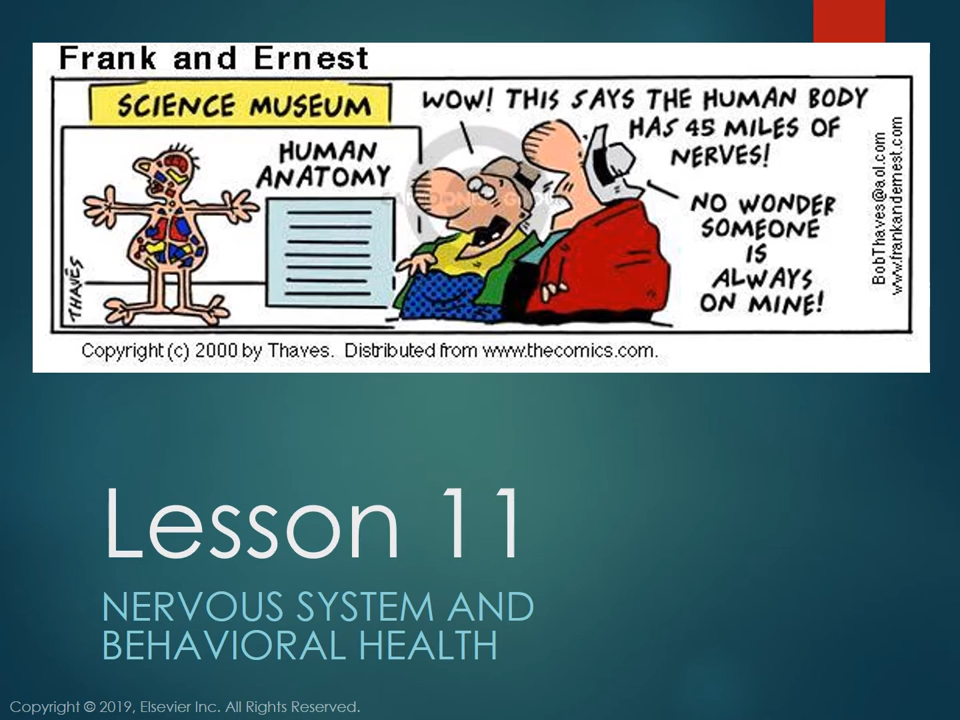 Frank and Ernest
SCIENCE MUSEUM
HUMAN
ANATOMY
WOW! THIS SAYS THE HUMAN BODY
HAS 45 MILES OF
NERVES!
NO WONDER
SOMEONE
IS
ALWAYS
ON MINE!
THAVES
BobThaves@aol.com
www.frankandernest.com
Copyright (c) 2000 by Thaves. Distributed from www.thecomics.com.
Lesson 11
NERVOUS SYSTEM AND
BEHAVIORAL HEALTH
Copyright © 2019, Elsevier Inc. All Rights Reserved.